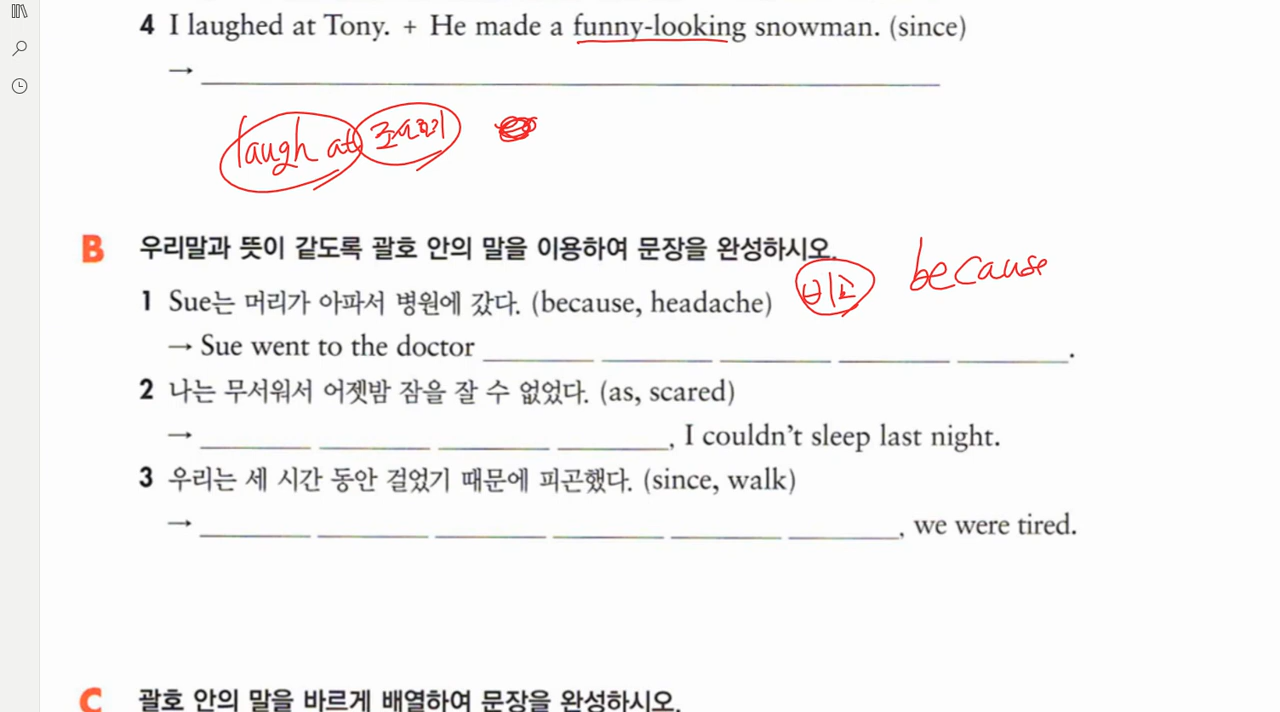 4 I laughed at Tony. + He made a funny-looking snowman. (since)
→
laugh at 조소하기
B 우리말과 뜻이 같도록 괄호 안의 말을 이용하여 문장을 완성하시오.
비소 because
1 Sue는 머리가 아파서 병원에 갔다. (because, headache)
→ Sue went to the doctor .
2 나는 무서워서 어젯밤 잠을 잘 수 없었다. (as, scared)
→ , I couldn't sleep last night.
3 우리는 세 시간 동안 걸었기 때문에 피곤했다. (since, walk)
→ , we were tired.
C 괄호 안의 말을 바르게 배열하여 문장을 완성하시오.